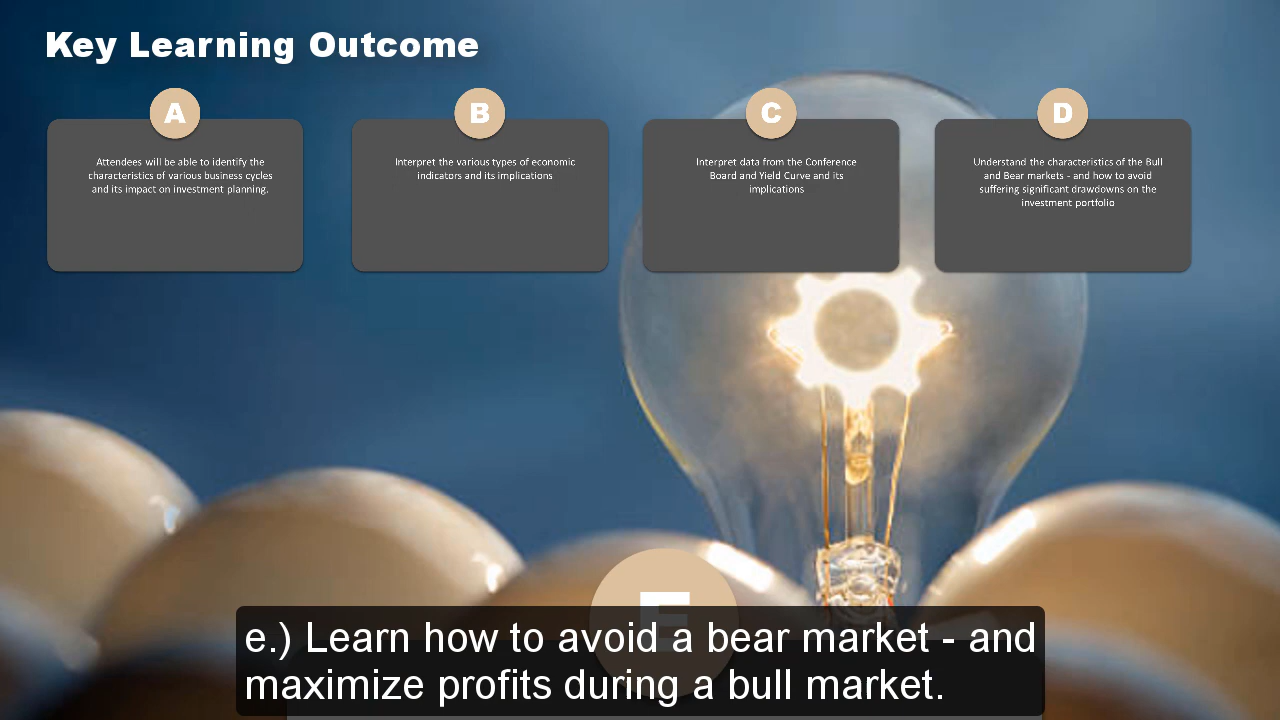 Key Learning Outcome
A
Attendees will be able to identify the
characteristics of various business cycles
and its impact on investment planning.
B
Interpret the various types of economic
indicators and its implications
C
Interpret data from the Conference
Board and Yield Curve and its
implications
D
Understand the characteristics of the Bull
and Bear markets - and how to avoid
suffering significant drawdowns on the
investment portfolio
E
e.) Learn how to avoid a bear market - and
maximize profits during a bull market.